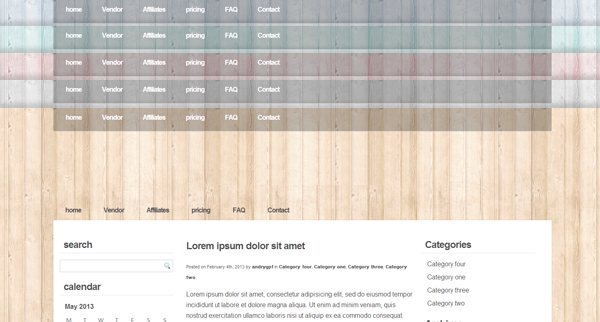 home Vendor Affiliates pricing FAQ Contact
home Vendor Affiliates pricing FAQ Contact
home Vendor Affiliates pricing FAQ Contact
home Vendor Affiliates pricing FAQ Contact
home Vendor Affiliates pricing FAQ Contact
home Vendor Affiliates pricing FAQ Contact
search
calendar
May 2013
M T W T F S S
Lorem ipsum dolor sit amet
Posted on February 4th, 2013 by andrygpf in Category four, Category one, Category three, Category
two
Lorem ipsum dolor sit amet, consectetur adipisicing elit, sed do eiusmod tempor
incididunt ut labore et dolore magna aliqua. Ut enim ad minim veniam, quis
nostrud exercitation ullamco laboris nisi ut aliquip ex ea commodo consequat.
Categories
Category four
Category one
Category three
Category two